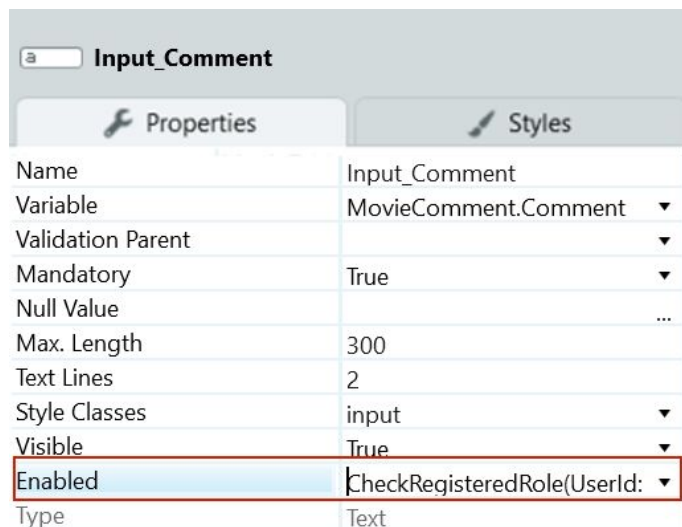 a Input_Comment
Properties Styles
Name Input_Comment
Variable MovieComment.Comment
Validation Parent
Mandatory True
Null Value ...
Max. Length 300
Text Lines 2
Style Classes input
Visible True
Enabled CheckRegisteredRole(UserId:
Type Text